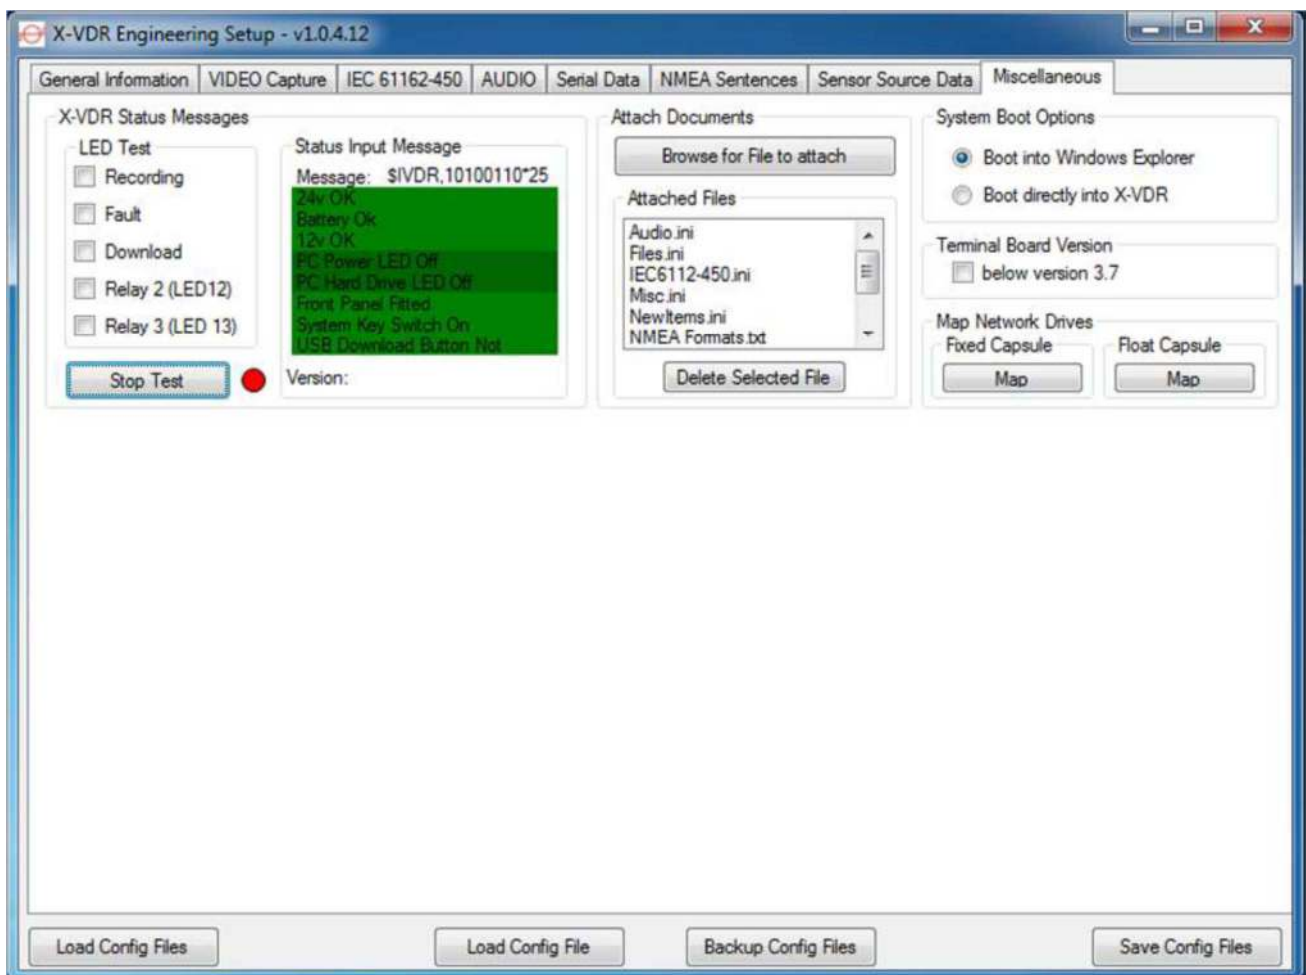 X-VDR Engineering Setup - v1.0.4.12
General Information
VIDEO Capture
IEC 61162-450
AUDIO
Serial Data
NMEA Sentences
Sensor Source Data
Miscellaneous
X-VDR Status Messages
LED Test
Recording
Fault
Download
Relay 2 (LED12)
Relay 3 (LED 13)
Stop Test
Status Input Message
Message: $IVDR,10100110*25
24v OK
Battery Ok
12v OK
PC Power LED Off
PC Hard Drive LED Off
Front Panel Fitted
System Key Switch On
USB Download Button Not
Version:
Attach Documents
Browse for File to attach
Attached Files
Audio.ini
Files.ini
IEC6112-450.ini
Misc.ini
NewItems.ini
NMEA Formats.txt
Delete Selected File
System Boot Options
Boot into Windows Explorer
Boot directly into X-VDR
Terminal Board Version
below version 3.7
Map Network Drives
Fixed Capsule
Map
Float Capsule
Map
Load Config Files
Load Config File
Backup Config Files
Save Config Files